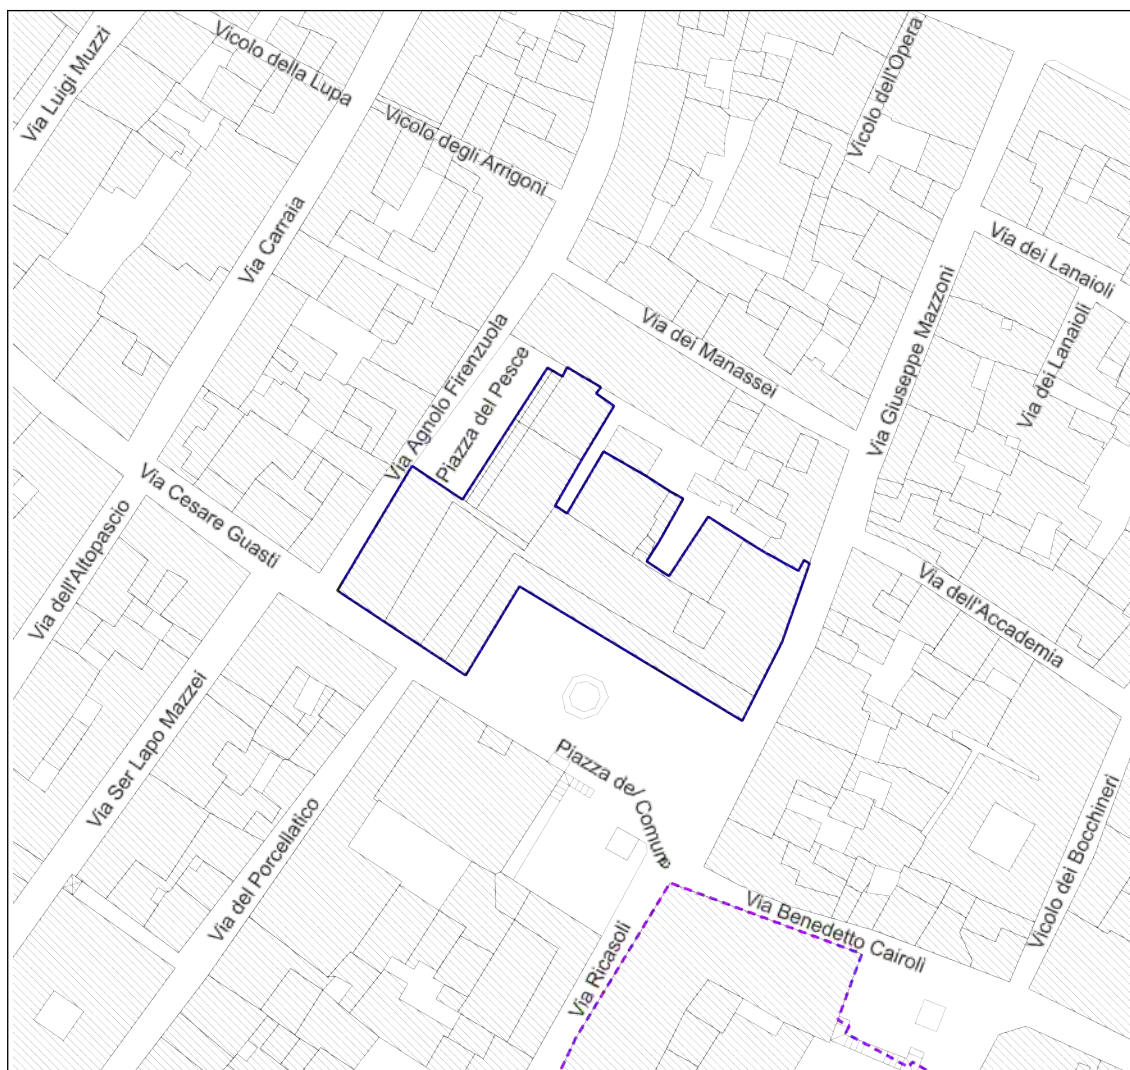 Via Luigi Muzzi
Vicolo della Lupa
Vicolo degli Arrigoni
Vicolo dell'Opera
Via Carraia
Via dei Lanaioli
Via dei Lanaioli
Via Agnolo Firenzuola
Piazza del Pesce
Via dei Manassei
Via Giuseppe Mazzoni
Via Cesare Guasti
Via dell'Altopascio
Via dell'Accademia
Via Ser Lapo Mazzei
Via del Porcellatico
Piazza del Comune
Vicolo dei Bocchineri
Via Benedetto Cairoli
Via Ricasoli